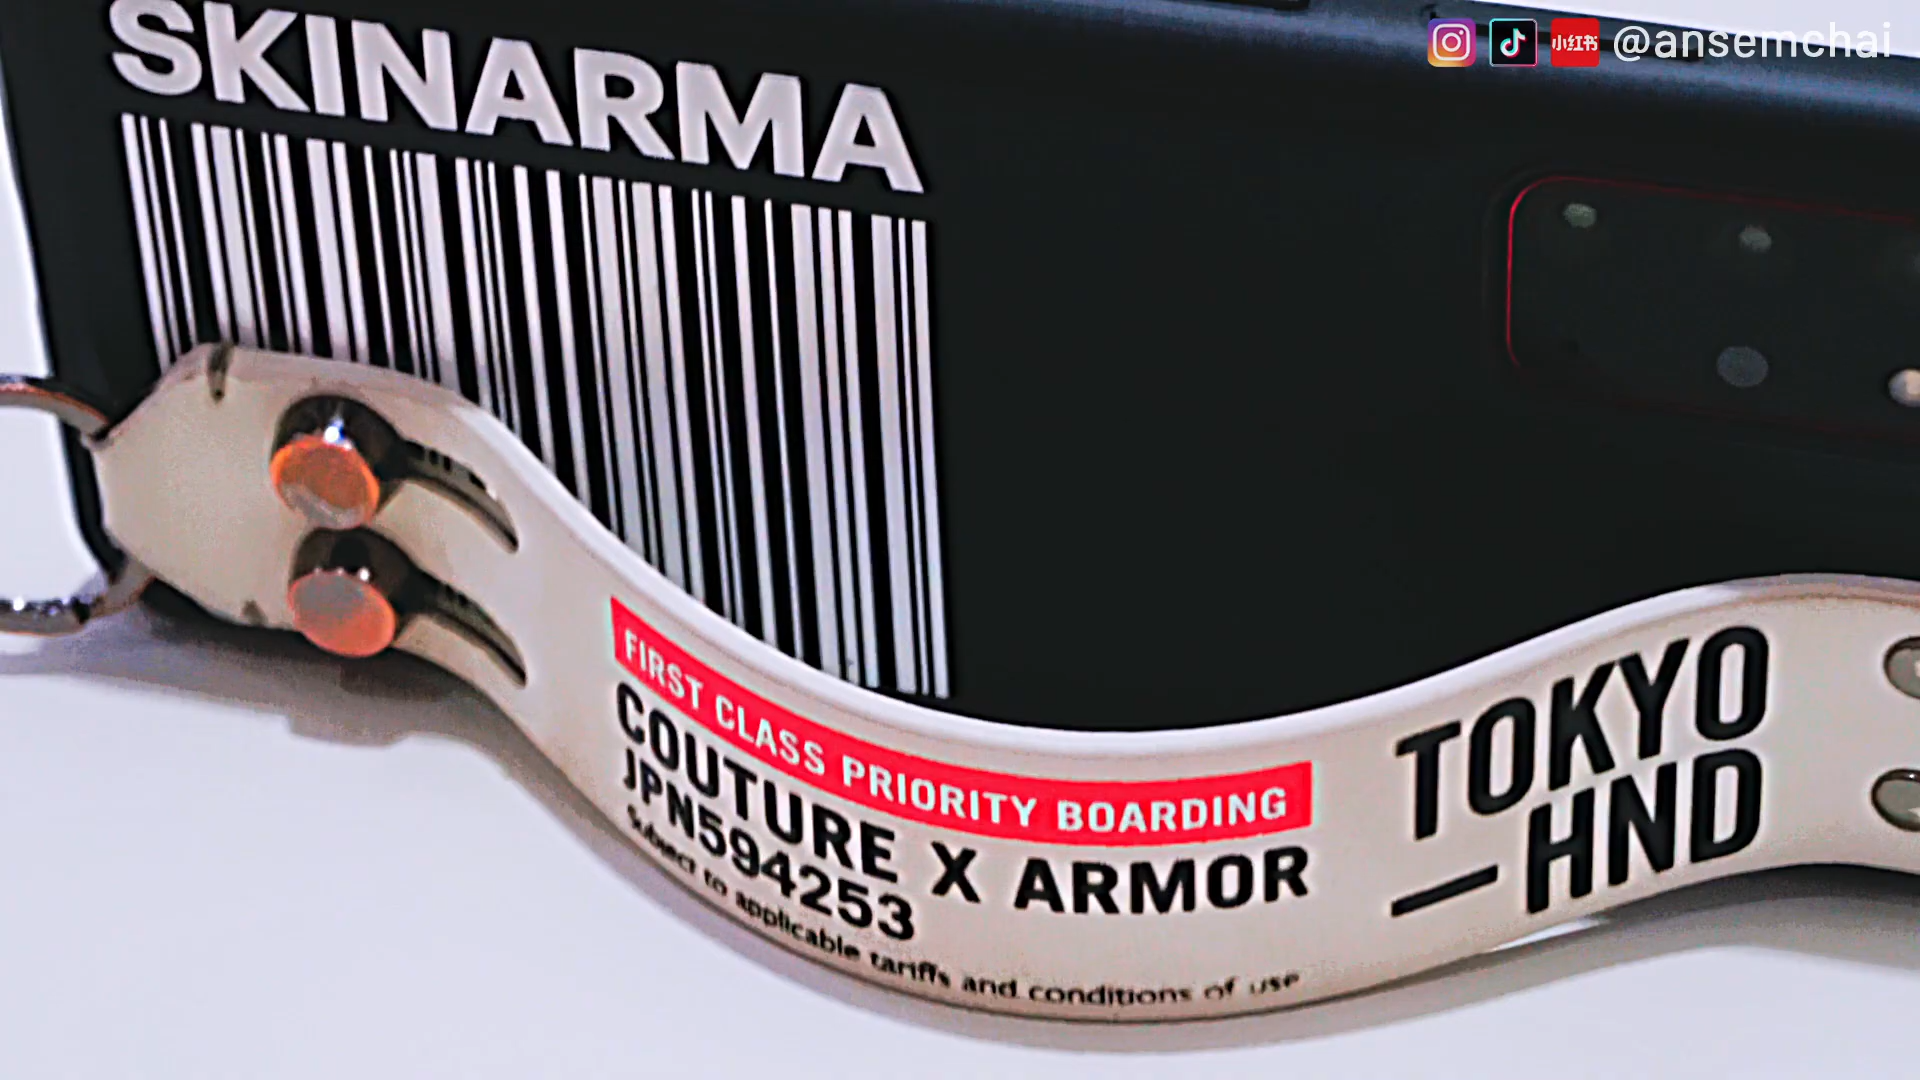 小红书 @ansemchai
SKINARMA
FIRST CLASS PRIORITY BOARDING
COUTURE X ARMOR
JPN594253
Subject to applicable tariffs and conditions of use
TOKYO
—HND